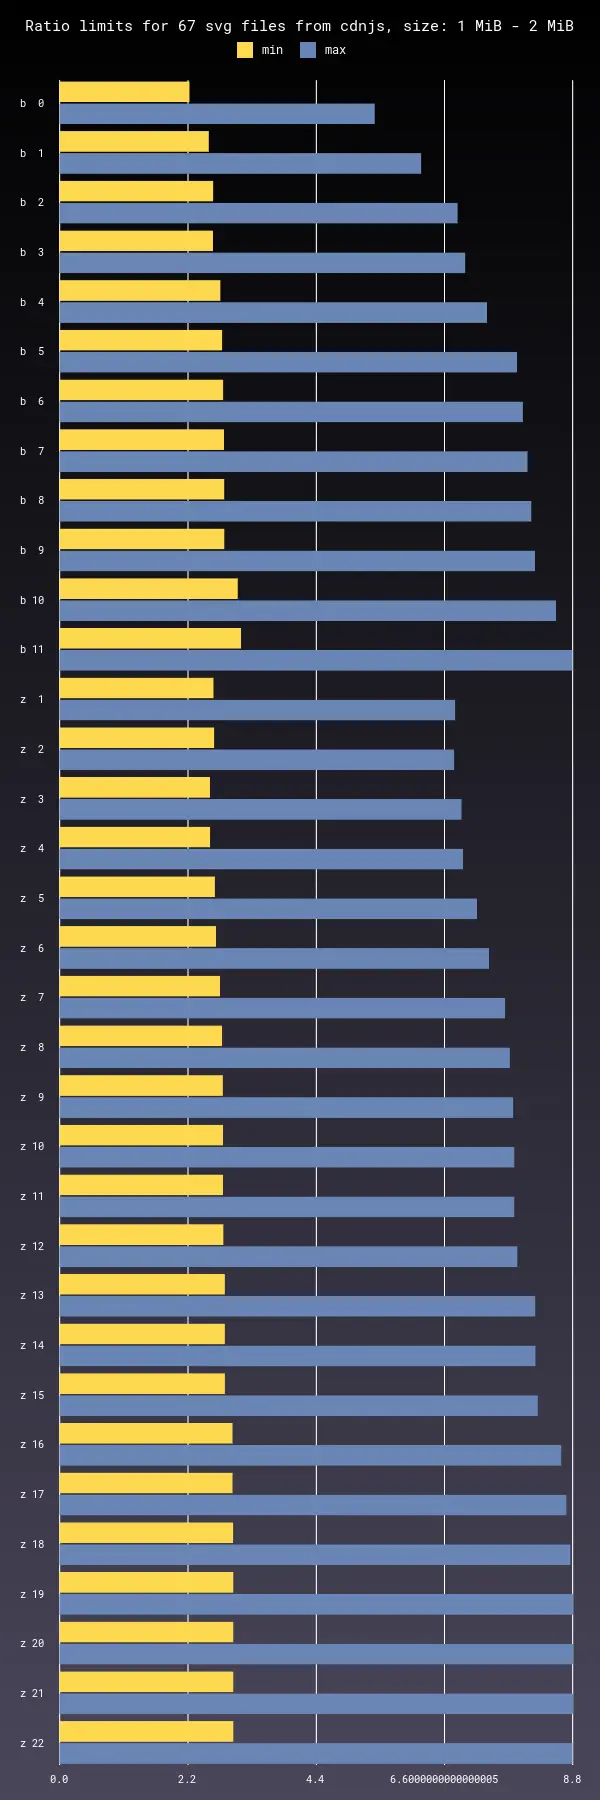 Ratio limits for 67 svg files from cdnjs, size: 1 MiB - 2 MiB
min max
b 0
b 1
b 2
b 3
b 4
b 5
b 6
b 7
b 8
b 9
b 10
b 11
z 1
z 2
z 3
z 4
z 5
z 6
z 7
z 8
z 9
z 10
z 11
z 12
z 13
z 14
z 15
z 16
z 17
z 18
z 19
z 20
z 21
z 22
0.0 2.2 4.4 6.6000000000000005 8.8